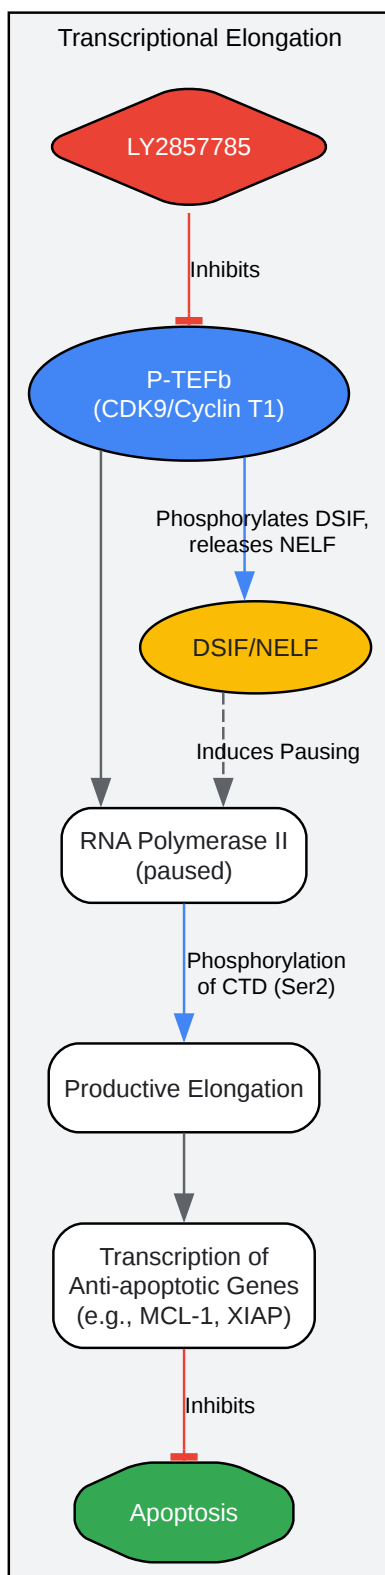 Transcriptional Elongation
LY2857785
Inhibits
P-TEFb
(CDK9/Cyclin T1)
Phosphorylates DSIF,
releases NELF
DSIF/NELF
Induces Pausing
RNA Polymerase II
(paused)
Phosphorylation
of CTD (Ser2)
Productive Elongation
Transcription of
Anti-apoptotic Genes
(e.g., MCL-1, XIAP)
Inhibits
Apoptosis